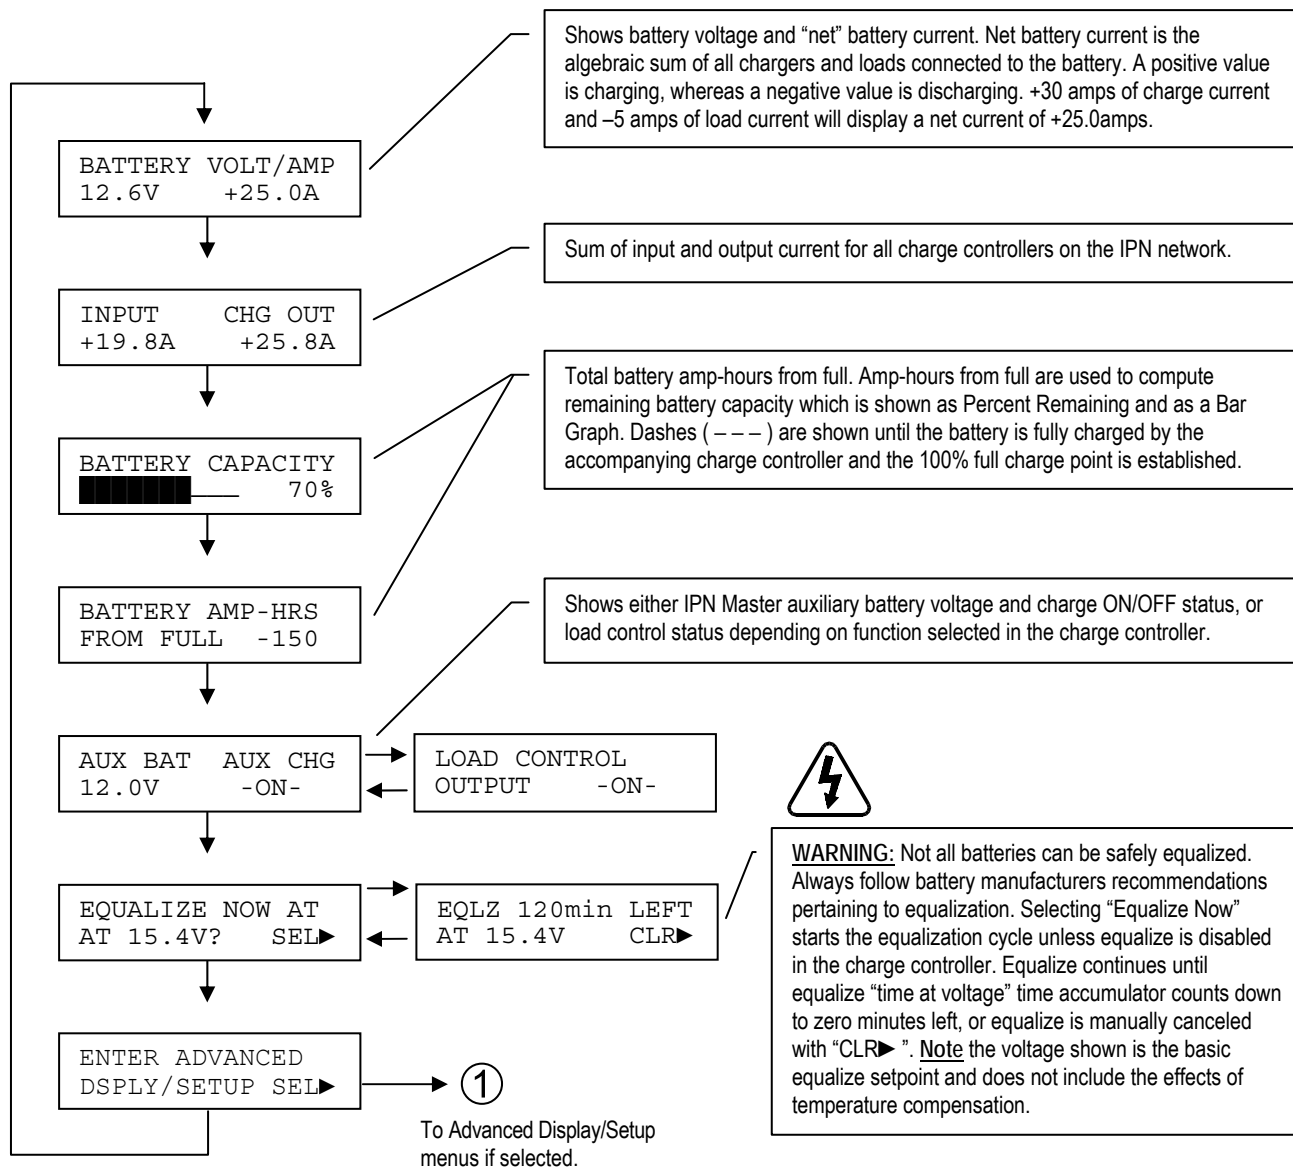 Shows battery voltage and “net” battery current. Net battery current is the
algebraic sum of all chargers and loads connected to the battery. A positive value
is charging, whereas a negative value is discharging. +30 amps of charge current
and –5 amps of load current will display a net current of +25.0amps.
BATTERY VOLT/AMP
12.6V +25.0A
Sum of input and output current for all charge controllers on the IPN network.
INPUT CHG OUT
+19.8A +25.8A
Total battery amp-hours from full. Amp-hours from full are used to compute
remaining battery capacity which is shown as Percent Remaining and as a Bar
Graph. Dashes ( – – – ) are shown until the battery is fully charged by the
accompanying charge controller and the 100% full charge point is established.
BATTERY CAPACITY
███████___ 70%
BATTERY AMP-HRS
FROM FULL -150
Shows either IPN Master auxiliary battery voltage and charge ON/OFF status, or
load control status depending on function selected in the charge controller.
AUX BAT AUX CHG
12.0V -ON-
LOAD CONTROL
OUTPUT -ON-
EQUALIZE NOW AT
AT 15.4V? SEL►
EQLZ 120min LEFT
AT 15.4V CLR►
WARNING: Not all batteries can be safely equalized.
Always follow battery manufacturers recommendations
pertaining to equalization. Selecting “Equalize Now”
starts the equalization cycle unless equalize is disabled
in the charge controller. Equalize continues until
equalize “time at voltage” time accumulator counts down
to zero minutes left, or equalize is manually canceled
with “CLR► ”. Note the voltage shown is the basic
equalize setpoint and does not include the effects of
temperature compensation.
ENTER ADVANCED
DSPLY/SETUP SEL►
1
To Advanced Display/Setup
menus if selected.